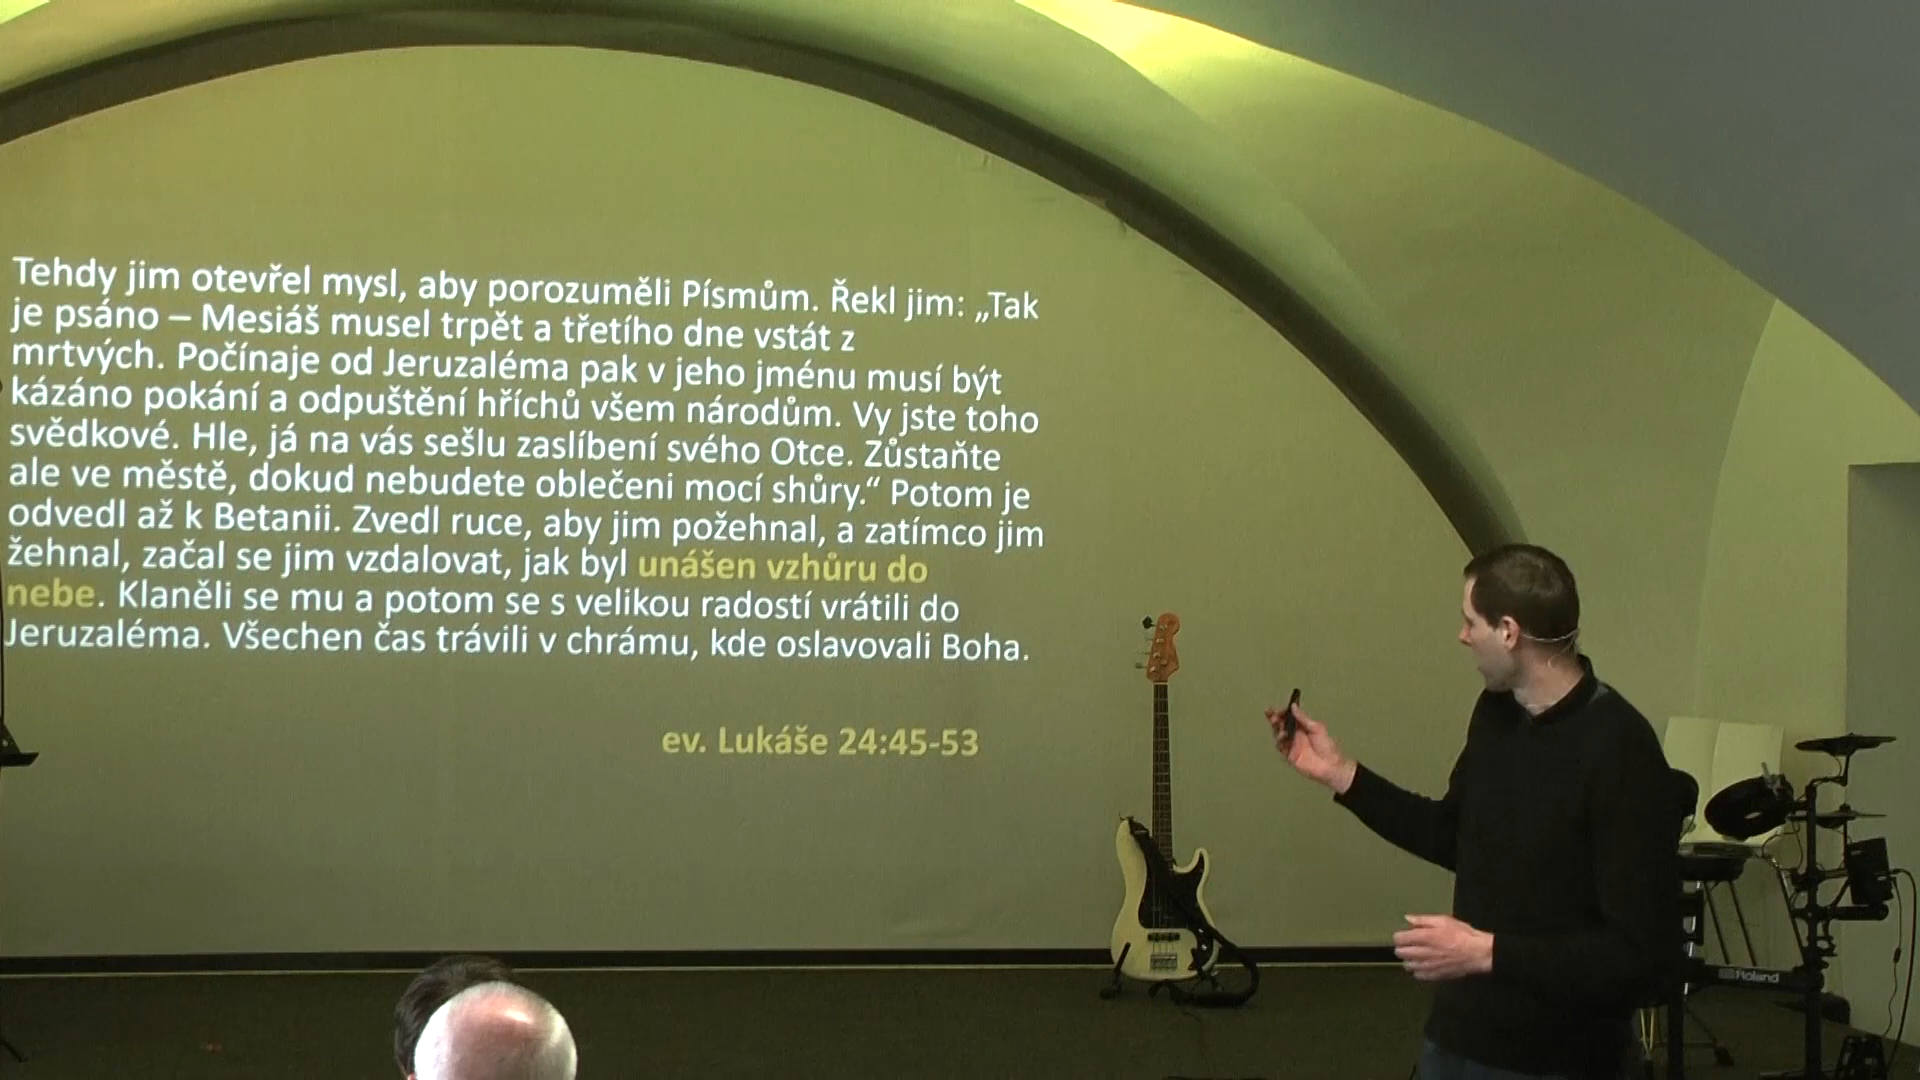 Tehdy jim otevřel mysl, aby porozuměli Písmům. Řekl jim: „Tak
je psáno – Mesiáš musel trpět a třetího dne vstát z
mrtvých. Počínaje od Jeruzaléma pak v jeho jménu musí být
kázáno pokání a odpuštění hříchů všem národům. Vy jste toho
svědkové. Hle, já na vás sešlu zaslíbení svého Otce. Zůstaňte
ale ve městě, dokud nebudete oblečeni mocí shůry.“ Potom je
odvedl až k Betanii. Zvedl ruce, aby jim požehnal, a zatímco jim
žehnal, začal se jim vzdalovat, jak byl unášen vzhůru do
nebe. Klaněli se mu a potom se s velikou radostí vrátili do
Jeruzaléma. Všechen čas trávili v chrámu, kde oslavovali Boha.
ev. Lukáše 24:45-53
Roland